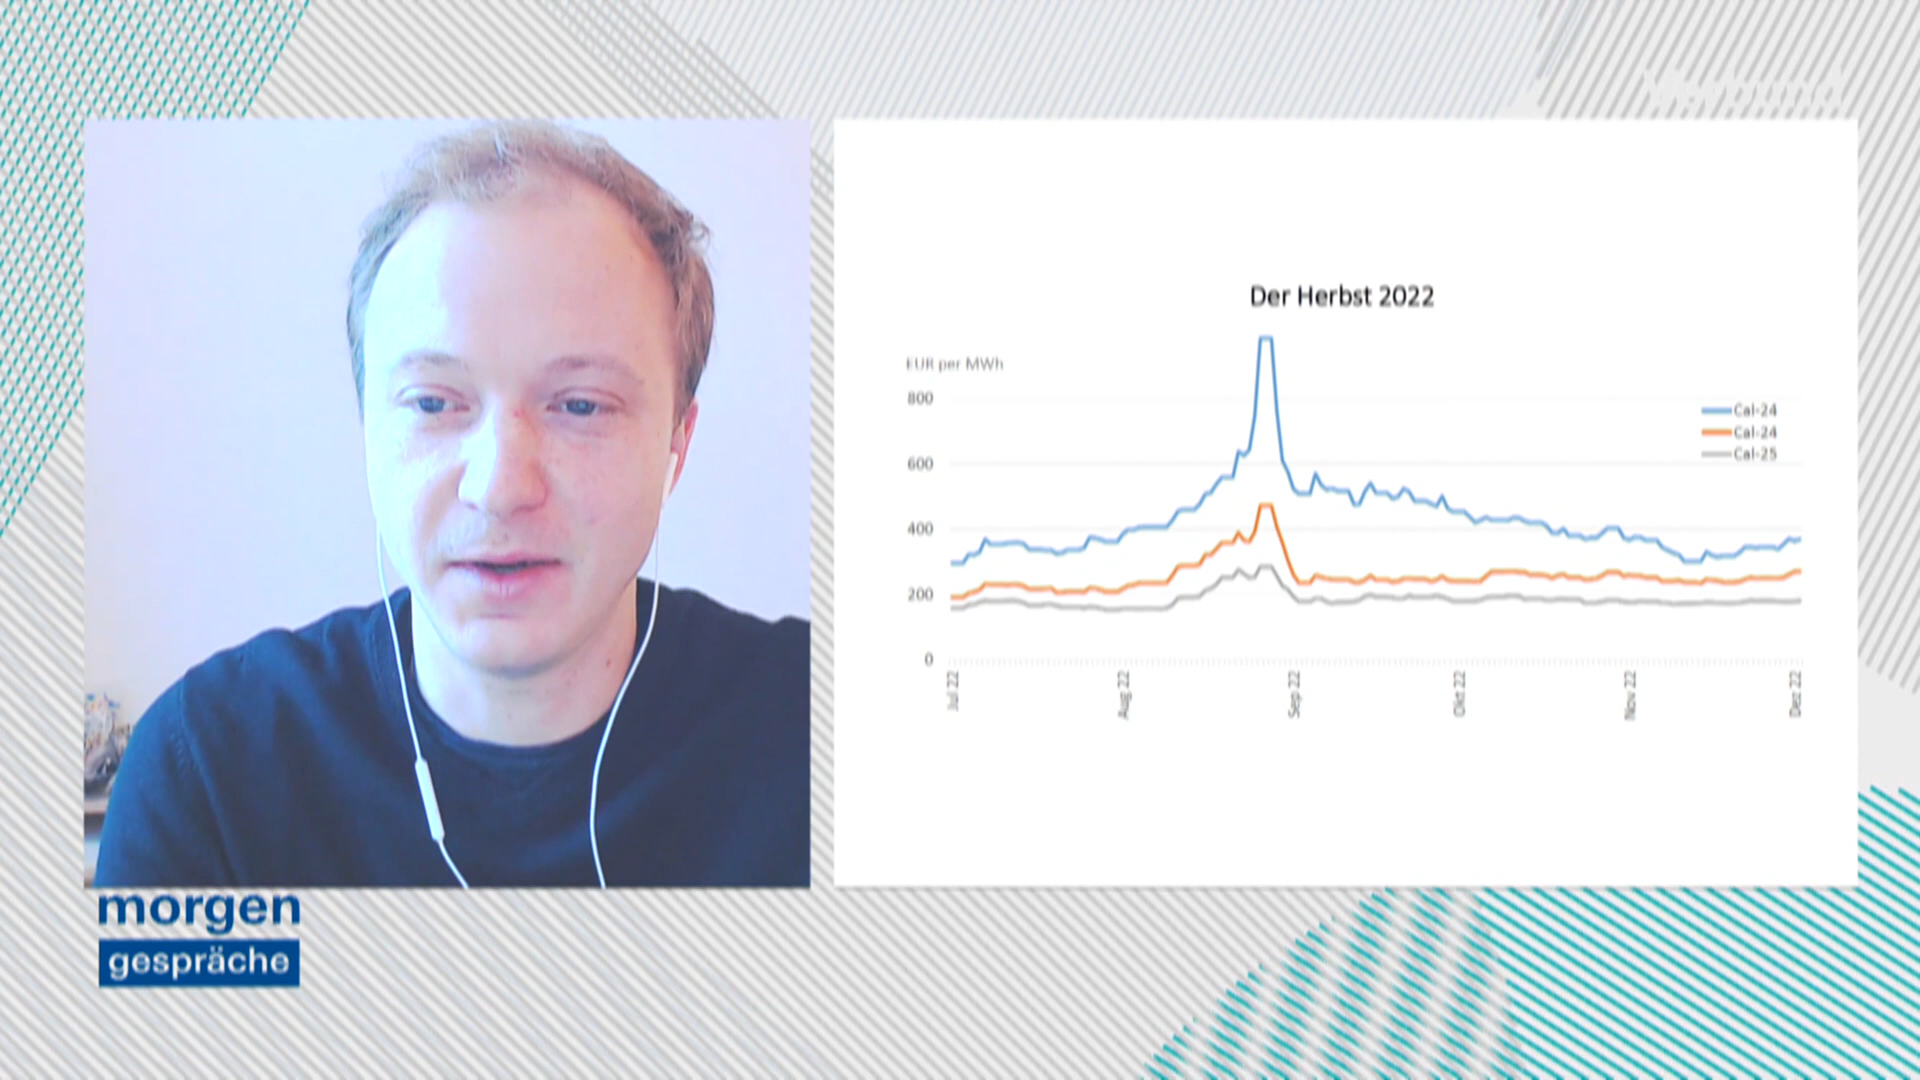 Der Herbst 2022
EUR per MWh
800
600
400
200
0
Cal-24
Cal-24
Cal-25
Jul 22
Aug 22
Sep 22
Okt 22
Nov 22
Dez 22
morgen
gespräche